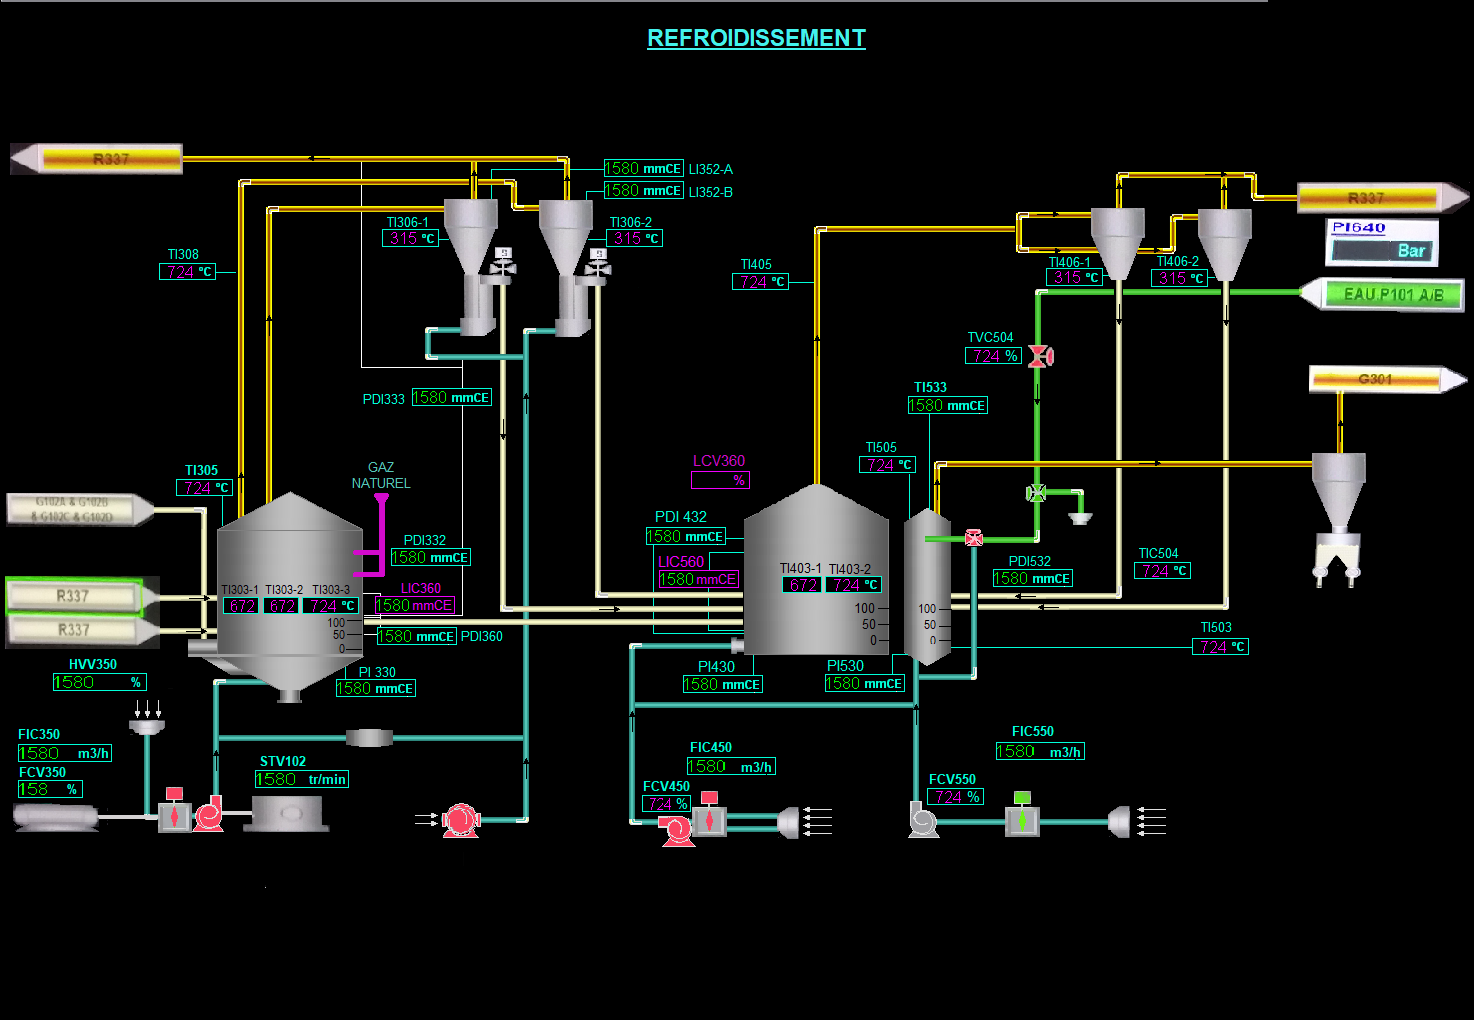 REFROIDISSEMENT
R337
1580 mmCE LI352-A
1580 mmCE LI352-B
TI306-1
315 °C
TI306-2
315 °C
TI308
724 °C
TI405
724 °C
TI406-1
315 °C
TI406-2
315 °C
R337
PI640
Bar
EAU P101 A/B
TVC504
724 %
G301
PDI333 1580 mmCE
TI533
1580 mmCE
TI505
724 °C
LCV360
%
TI305
724 °C
GAZ
NATUREL
G102A & G102B
& G102C & G102D
PDI 432
1580 mmCE
PDI332
1580 mmCE
LIC560
1580 mmCE
PDI532
1580 mmCE
TIC504
724 °C
TI403-1 TI403-2
672 724 °C
100
50
0
100
50
0
R337
R337
TI303-1 TI303-2 TI303-3
672 672 724 °C
100
50
0
LIC360
1580 mmCE
1580 mmCE PDI360
TI503
724 °C
HVV350
1580 %
PI 330
1580 mmCE
PI430
1580 mmCE
PI530
1580 mmCE
FIC350
1580 m3/h
FCV350
158 %
STV102
1580 tr/min
FIC450
1580 m3/h
FCV450
724 %
FIC550
1580 m3/h
FCV550
724 %